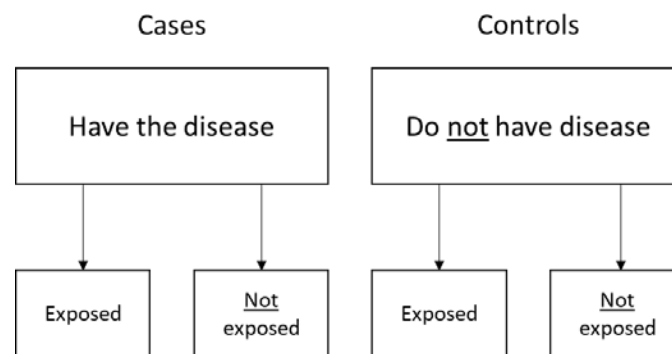 Cases
Controls
Have the disease
Do not have disease
Exposed
Not
exposed
Exposed
Not
exposed